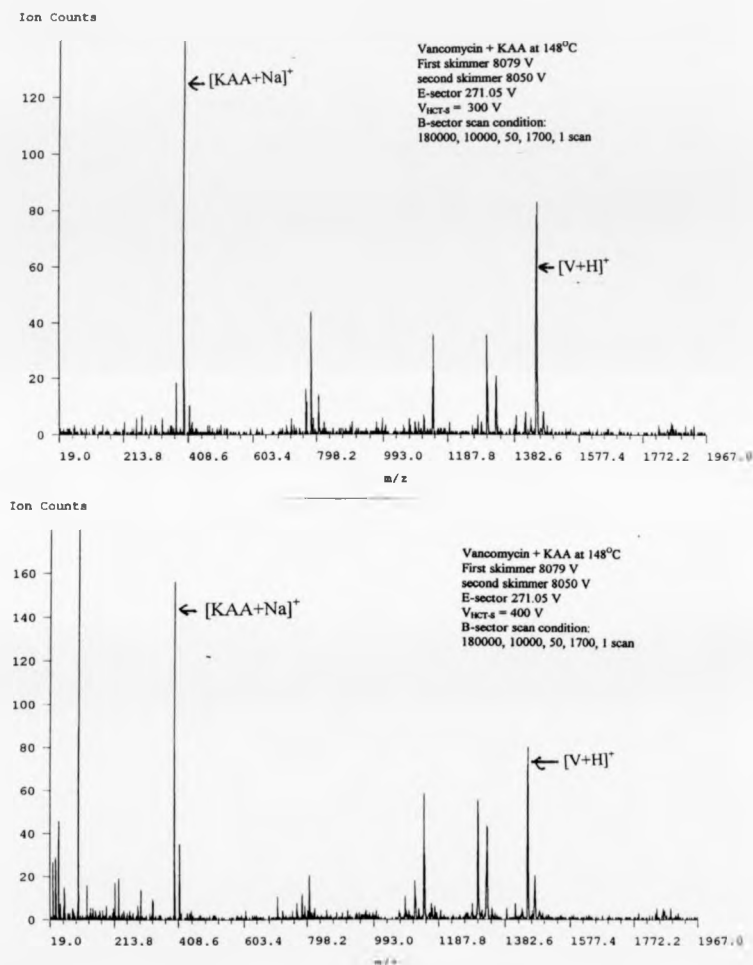 Ion Counts
Vancomycin + KAA at 148°C
First skimmer 8079 V
second skimmer 8050 V
E-sector 271.05 V
V_HCT-S = 300 V
B-sector scan condition:
180000, 10000, 50, 1700, 1 scan
[KAA+Na]+
[V+H]+
120
100
80
60
40
20
0
19.0 213.8 408.6 603.4 798.2 993.0 1187.8 1382.6 1577.4 1772.2 1967.0
m/z
Ion Counts
Vancomycin + KAA at 148°C
First skimmer 8079 V
second skimmer 8050 V
E-sector 271.05 V
V_HCT-S = 400 V
B-sector scan condition:
180000, 10000, 50, 1700, 1 scan
[KAA+Na]+
[V+H]+
160
140
120
100
80
60
40
20
0
19.0 213.8 408.6 603.4 798.2 993.0 1187.8 1382.6 1577.4 1772.2 1967.0